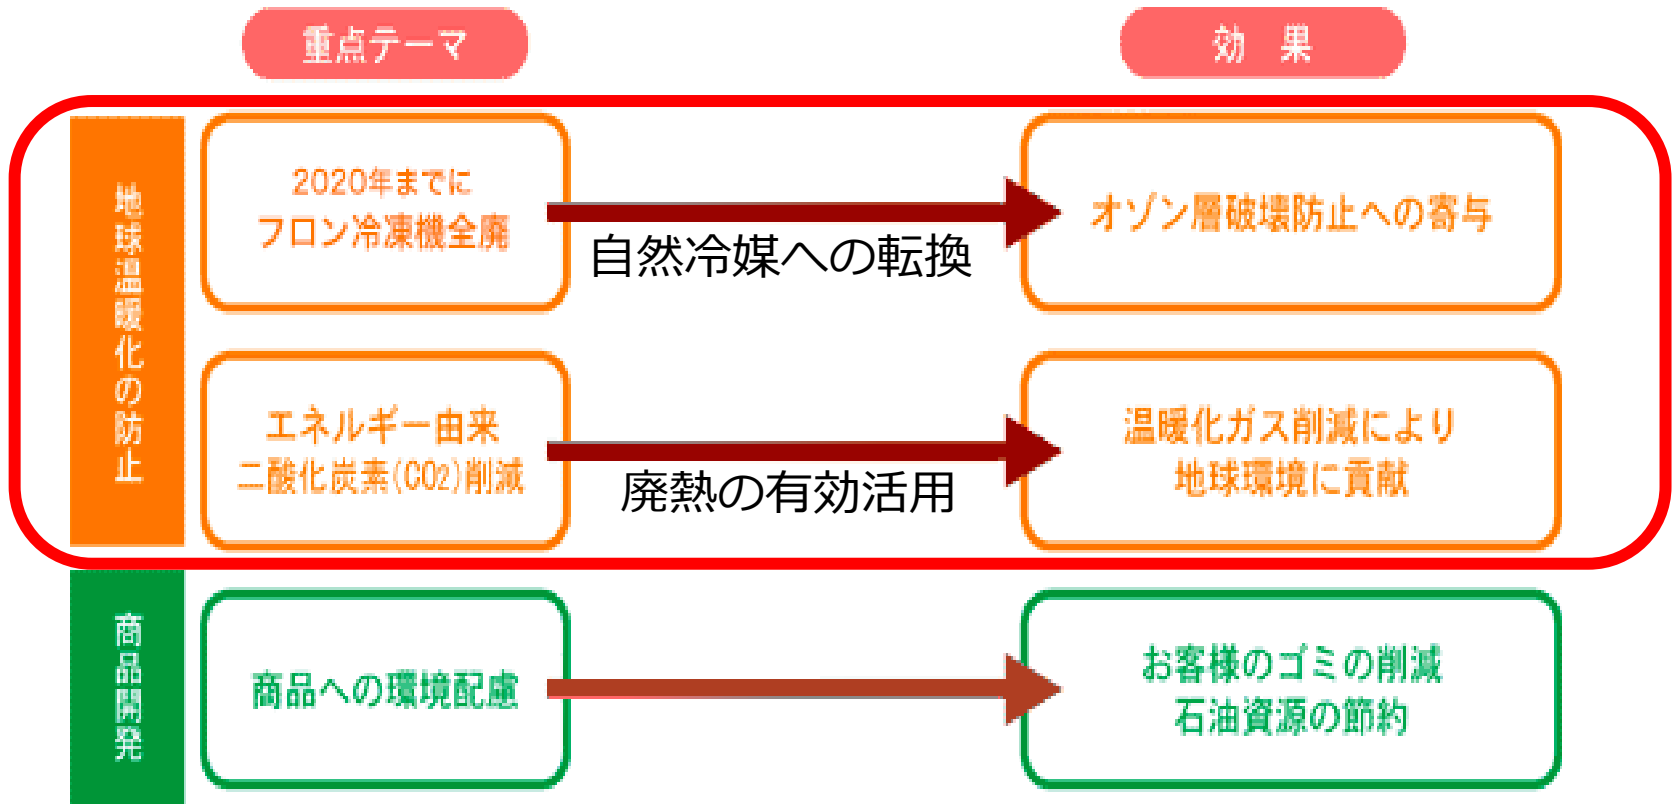 重点テーマ
効 果
地球温暖化の防止
2020年までに
フロン冷凍機全廃
自然冷媒への転換
オゾン層破壊防止への寄与
エネルギー由来
二酸化炭素(CO2)削減
廃熱の有効活用
温暖化ガス削減により
地球環境に貢献
商品開発
商品への環境配慮
お客様のゴミの削減
石油資源の節約